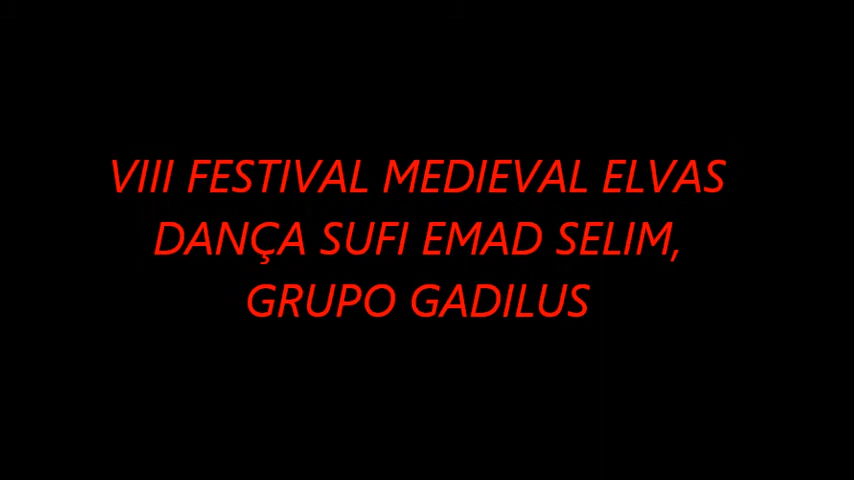 VIII FESTIVAL MEDIEVAL ELVAS
DANÇA SUFI EMAD SELIM,
GRUPO GADILUS